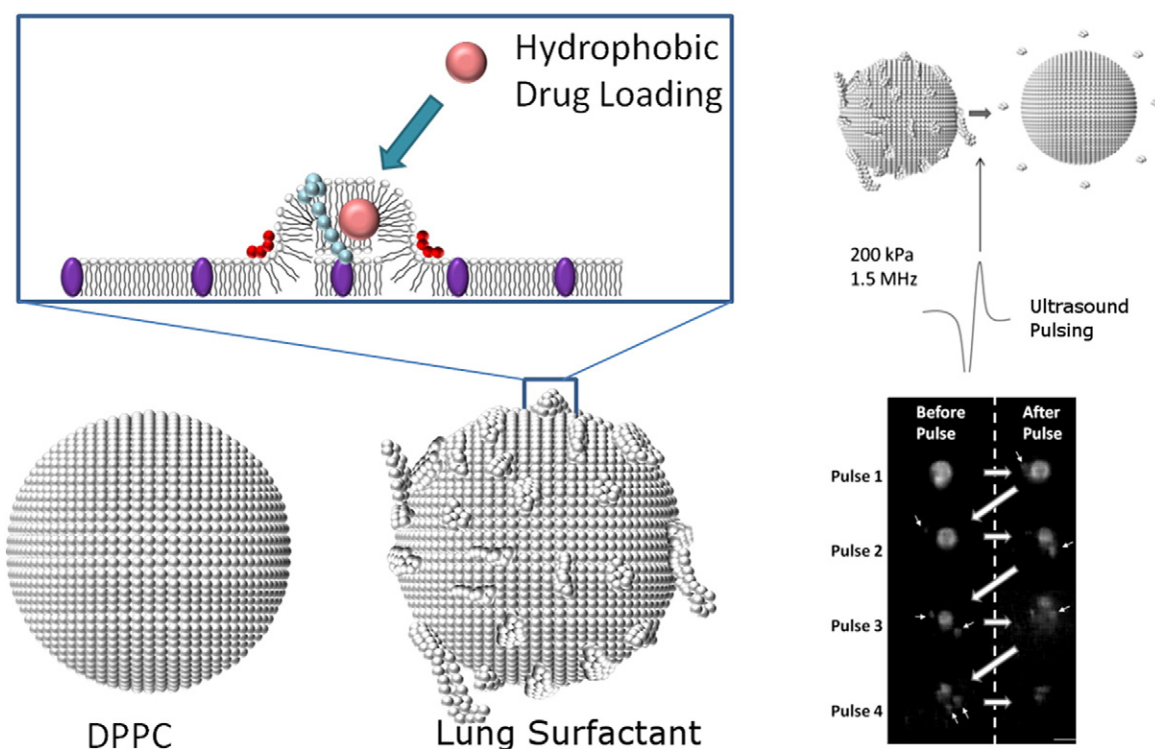 Hydrophobic
Drug Loading
DPPC
Lung Surfactant
200 kPa
1.5 MHz
Ultrasound
Pulsing
Before
Pulse
After
Pulse
Pulse 1
Pulse 2
Pulse 3
Pulse 4